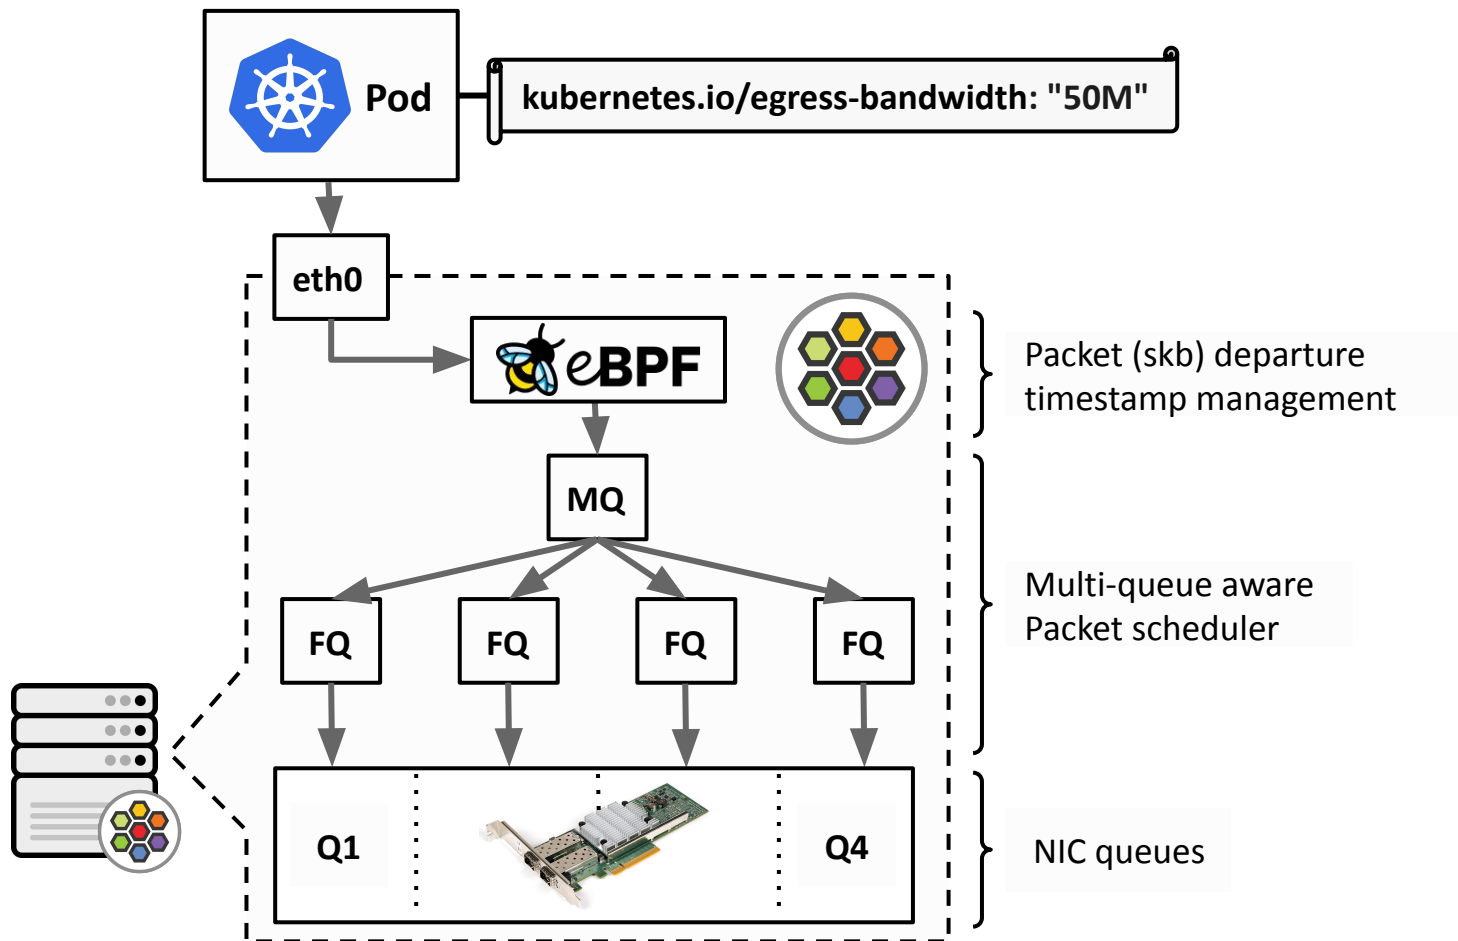 Pod
kubernetes.io/egress-bandwidth: "50M"
eth0
eBPF
Packet (skb) departure
timestamp management
MQ
Multi-queue aware
Packet scheduler
FQ FQ FQ FQ
Q1 Q4
NIC queues